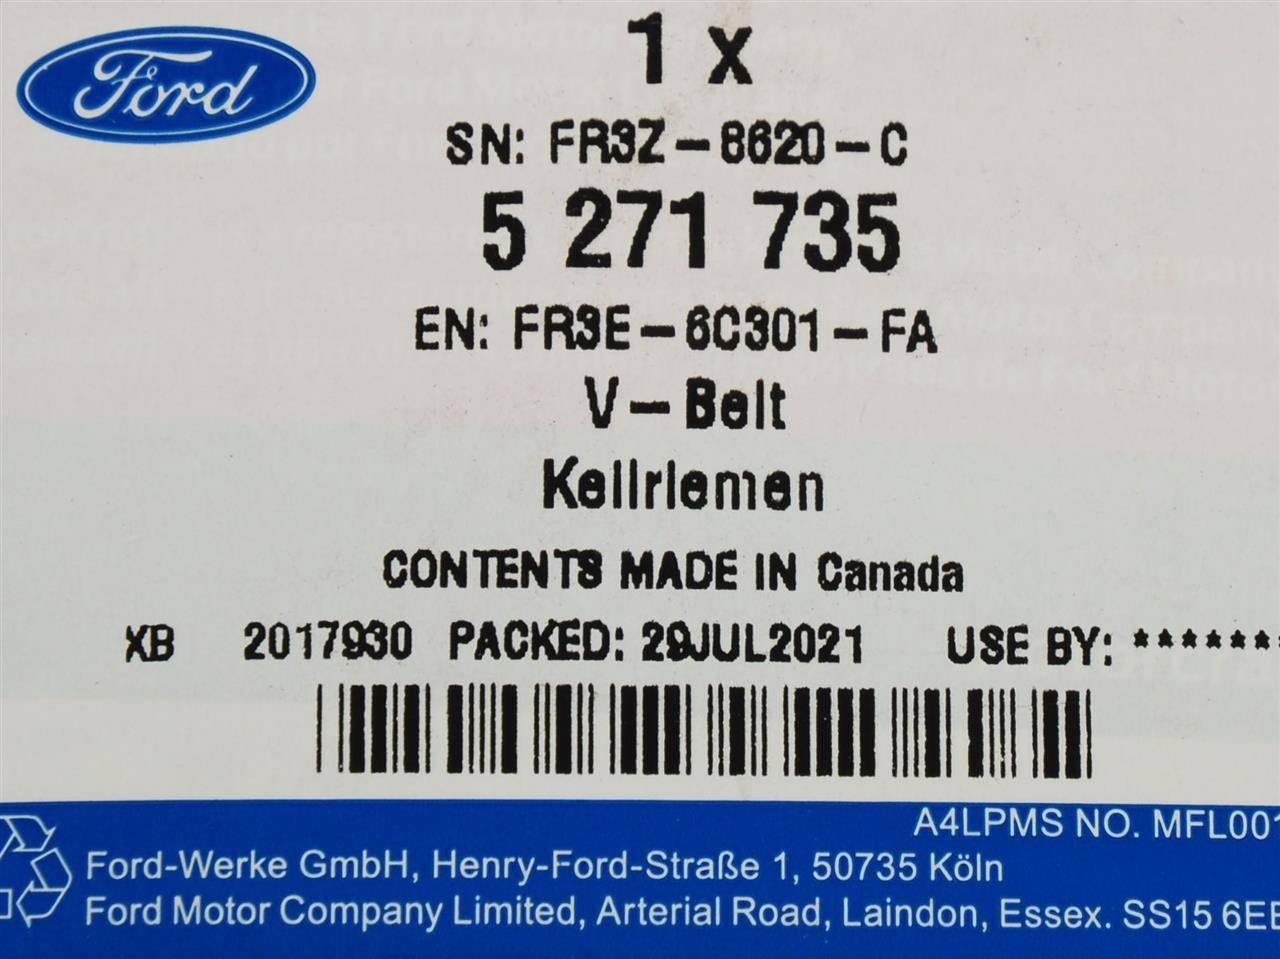 Ford
1 x
SN: FR3Z-8620-C
5 271 735
EN: FR3E-6C301-FA
V-Belt
Keilriemen
CONTENTS MADE IN Canada
XB 2017930 PACKED: 29JUL2021 USE BY: *******
A4LPMS NO. MFL001
Ford-Werke GmbH, Henry-Ford-Straße 1, 50735 Köln
Ford Motor Company Limited, Arterial Road, Laindon, Essex. SS15 6EE